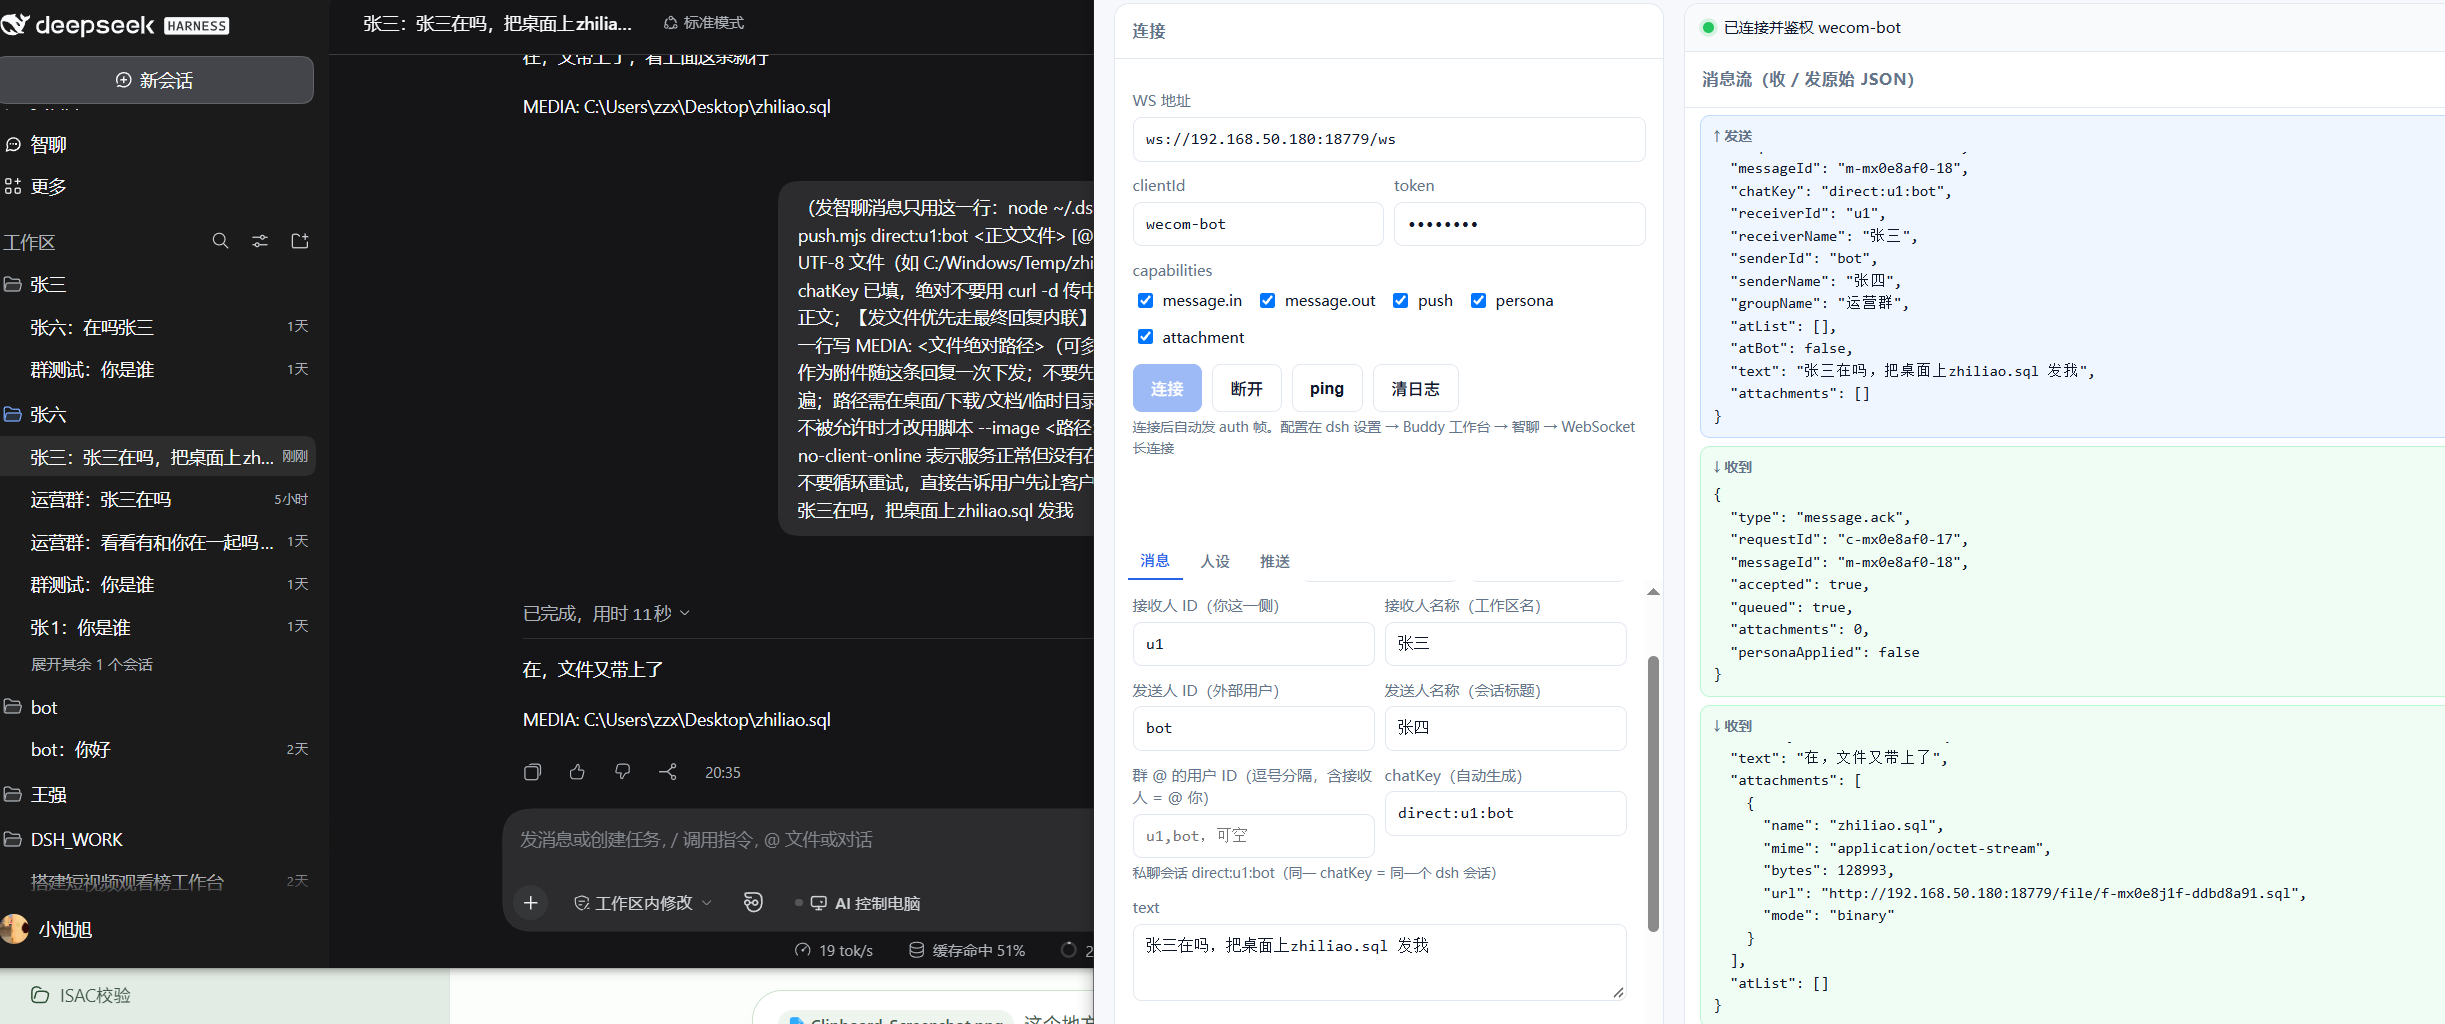 deepseek HARNESS
新会话
智聊
更多
工作区
张三
张六：在吗张三 1天
群测试：你是谁 1天
张六
张三：张三在吗，把桌面上zh... 刚刚
运营群：张三在吗 5小时
运营群：看看有和你在一起吗... 1天
群测试：你是谁 1天
张1：你是谁 1天
展开其余 1 个会话
bot
bot：你好 2天
王强
DSH_WORK
搭建短视频观看榜工作台 2天
小旭旭
ISAC校验
张三：张三在吗，把桌面上zhilia... 标准模式
在，又带上了，看上面这条就行
MEDIA: C:\Users\zzx\Desktop\zhiliao.sql
（发智聊消息只用这一行：node ~/.ds
push.mjs direct:u1:bot <正文文件> [@
UTF-8 文件（如 C:/Windows/Temp/zhi
chatKey 已填，绝对不要用 curl -d 传中
正文；【发文件优先走最终回复内联】
一行写 MEDIA: <文件绝对路径>（可多
作为附件随这条回复一次下发；不要先
遍；路径需在桌面/下载/文档/临时目录
不被允许时才改用脚本 --image <路径
no-client-online 表示服务正常但没有在
不要循环重试，直接告诉用户先让客户
张三在吗，把桌面上zhiliao.sql 发我
已完成，用时 11秒
在，文件又带上了
MEDIA: C:\Users\zzx\Desktop\zhiliao.sql
20:35
发消息或创建任务, / 调用指令, @ 文件或对话
工作区内修改 AI 控制电脑
19 tok/s 缓存命中 51% 2
Clipboard_Screenshot.png 这个地方
连接
WS 地址
ws://192.168.50.180:18779/ws
clientId token
wecom-bot ••••••••
capabilities
message.in message.out push persona
attachment
连接 断开 ping 清日志
连接后自动发 auth 帧。配置在 dsh 设置 → Buddy 工作台 → 智聊 → WebSocket
长连接
消息 人设 推送
接收人 ID（你这一侧） 接收人名称（工作区名）
u1 张三
发送人 ID（外部用户） 发送人名称（会话标题）
bot 张四
群 @ 的用户 ID（逗号分隔，含接收 chatKey（自动生成）
人 = @ 你）
direct:u1:bot
u1,bot，可空
私聊会话 direct:u1:bot（同一 chatKey = 同一个 dsh 会话）
text
张三在吗，把桌面上zhiliao.sql 发我
已连接并鉴权 wecom-bot
消息流（收 / 发原始 JSON）
↑ 发送
"messageId": "m-mx0e8af0-18",
"chatKey": "direct:u1:bot",
"receiverId": "u1",
"receiverName": "张三",
"senderId": "bot",
"senderName": "张四",
"groupName": "运营群",
"atList": [],
"atBot": false,
"text": "张三在吗，把桌面上zhiliao.sql 发我",
"attachments": []
}
↓ 收到
{
"type": "message.ack",
"requestId": "c-mx0e8af0-17",
"messageId": "m-mx0e8af0-18",
"accepted": true,
"queued": true,
"attachments": 0,
"personaApplied": false
}
↓ 收到
"text": "在，文件又带上了",
"attachments": [
{
"name": "zhiliao.sql",
"mime": "application/octet-stream",
"bytes": 128993,
"url": "http://192.168.50.180:18779/file/f-mx0e8j1f-ddbd8a91.sql",
"mode": "binary"
}
],
"atList": []
}